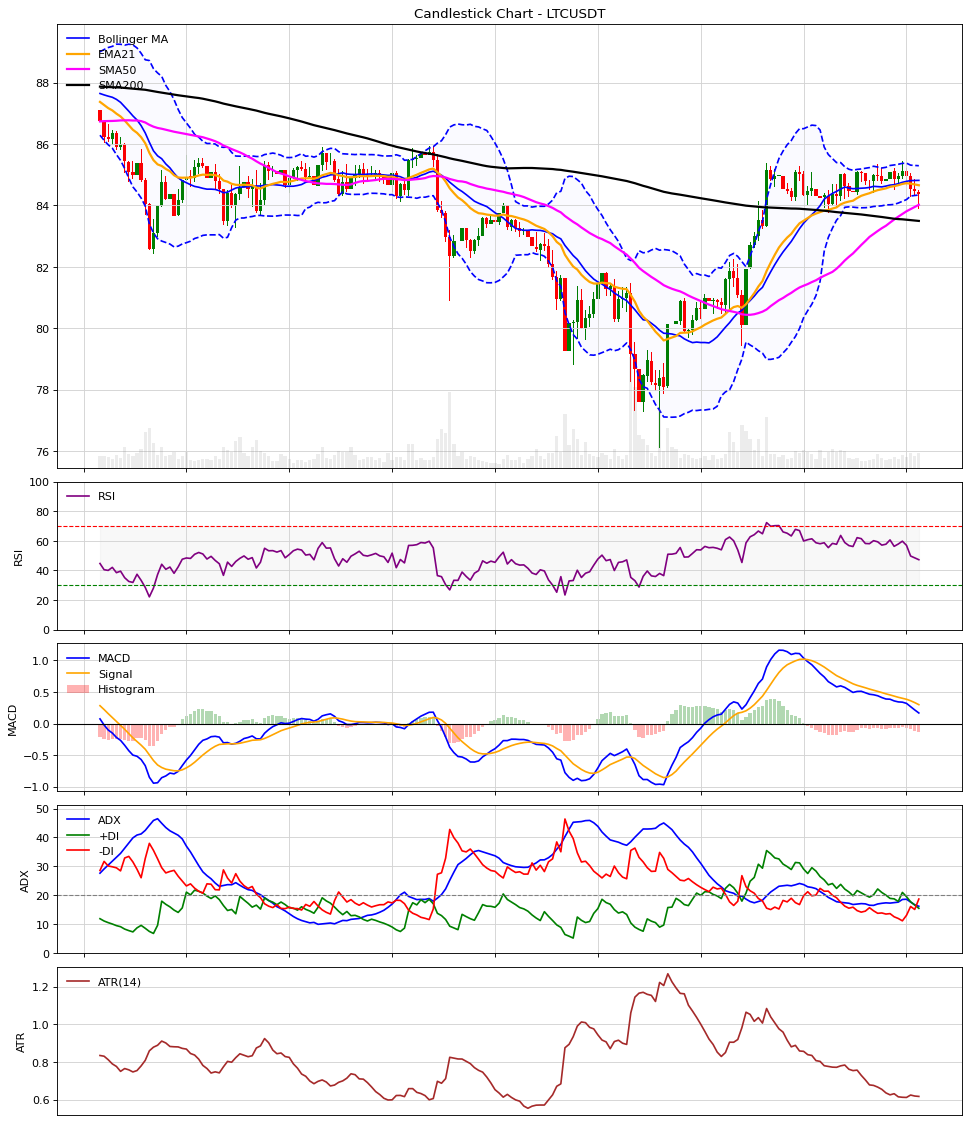 Candlestick Chart - LTCUSDT
Bollinger MA
EMA21
SMA50
SMA200
88
86
84
82
80
78
76
RSI
100
80
60
40
20
0
RSI
MACD
Signal
Histogram
1.0
0.5
0.0
−0.5
−1.0
MACD
ADX
+DI
-DI
50
40
30
20
10
0
ADX
ATR(14)
1.2
1.0
0.8
0.6
ATR